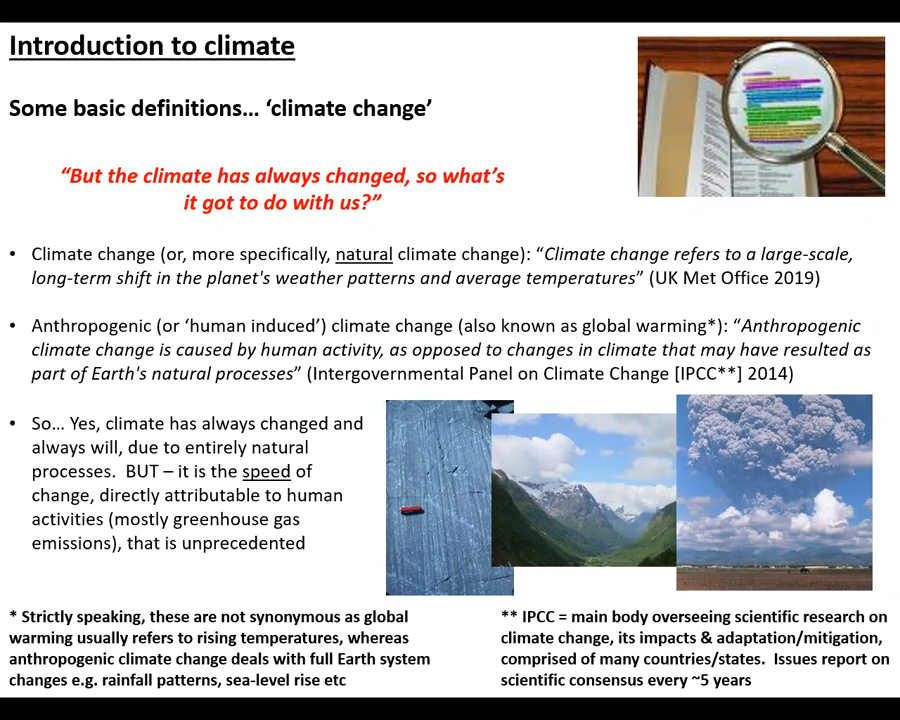 Introduction to climate
Some basic definitions… ‘climate change’
“But the climate has always changed, so what’s
it got to do with us?”
• Climate change (or, more specifically, natural climate change): “Climate change refers to a large-scale,
long-term shift in the planet's weather patterns and average temperatures” (UK Met Office 2019)
• Anthropogenic (or ‘human induced’) climate change (also known as global warming*): “Anthropogenic
climate change is caused by human activity, as opposed to changes in climate that may have resulted as
part of Earth's natural processes” (Intergovernmental Panel on Climate Change [IPCC**] 2014)
• So… Yes, climate has always changed and
always will, due to entirely natural
processes.  BUT – it is the speed of
change, directly attributable to human
activities (mostly greenhouse gas
emissions), that is unprecedented
* Strictly speaking, these are not synonymous as global
warming usually refers to rising temperatures, whereas
anthropogenic climate change deals with full Earth system
changes e.g. rainfall patterns, sea-level rise etc
** IPCC = main body overseeing scientific research on
climate change, its impacts & adaptation/mitigation,
comprised of many countries/states.  Issues report on
scientific consensus every ~5 years